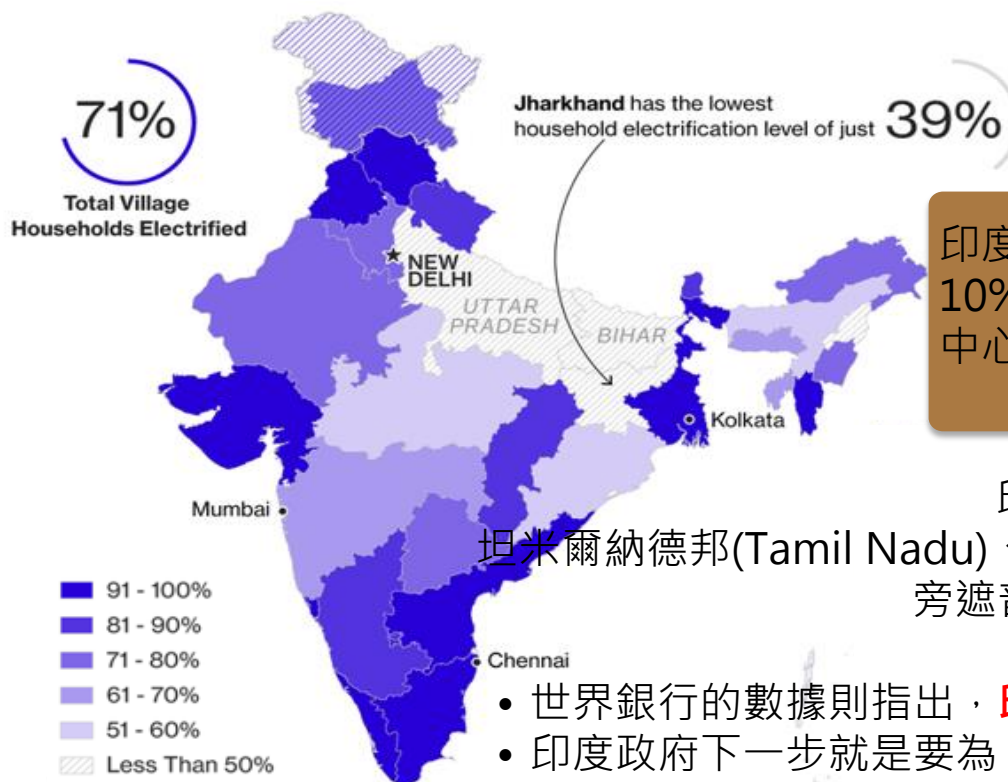 71%
Total Village
Households Electrified
Jharkhand has the lowest
household electrification level of just 39%
NEW
DELHI
UTTAR
PRADESH
BIHAR
Kolkata
Mumbai
Chennai
91 - 100%
81 - 90%
71 - 80%
61 - 70%
51 - 60%
Less Than 50%
印度
10%
中心
坦米爾納德邦(Tamil Nadu)、
旁遮普
• 世界銀行的數據則指出，
• 印度政府下一步就是要為